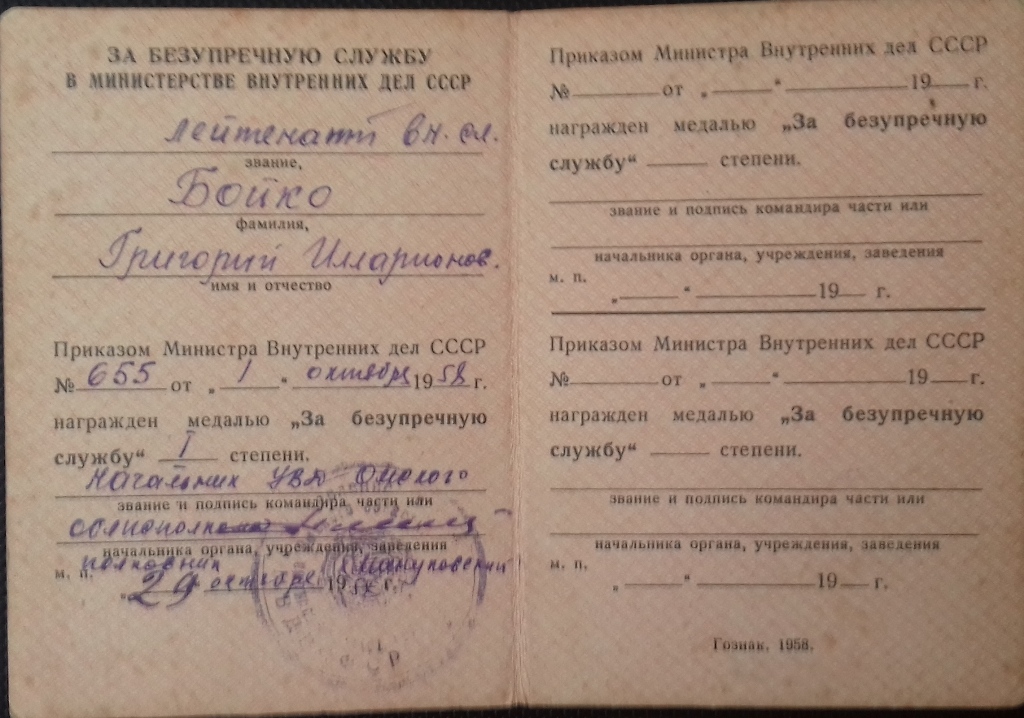 ЗА БЕЗУПРЕЧНУЮ СЛУЖБУ
В МИНИСТЕРСТВЕ ВНУТРЕННИХ ДЕЛ СССР
лейтенант вн. сл.
звание,
Бойко
фамилия,
Григорий Илларионов.
имя и отчество
Приказом Министра Внутренних дел СССР
№ 655 от „ 1 “ октября 1958 г.
награжден медалью „За безупречную
службу“ I степени.
Начальник УВД Омского
звание и подпись командира части или
облисполкома
начальника органа, учреждения, заведения
полковник
м. п.
„29 октября 1958 г.
Приказом Министра Внутренних дел СССР
№ от „ “ 19 г.
награжден медалью „За безупречную
службу“ степени.
звание и подпись командира части или
начальника органа, учреждения, заведения
м. п.
„ “ 19 г.
Приказом Министра Внутренних дел СССР
№ от „ “ 19 г.
награжден медалью „За безупречную
службу“ степени.
звание и подпись командира части или
начальника органа, учреждения, заведения
м. п.
„ “ 19 г.
Гознак. 1958.